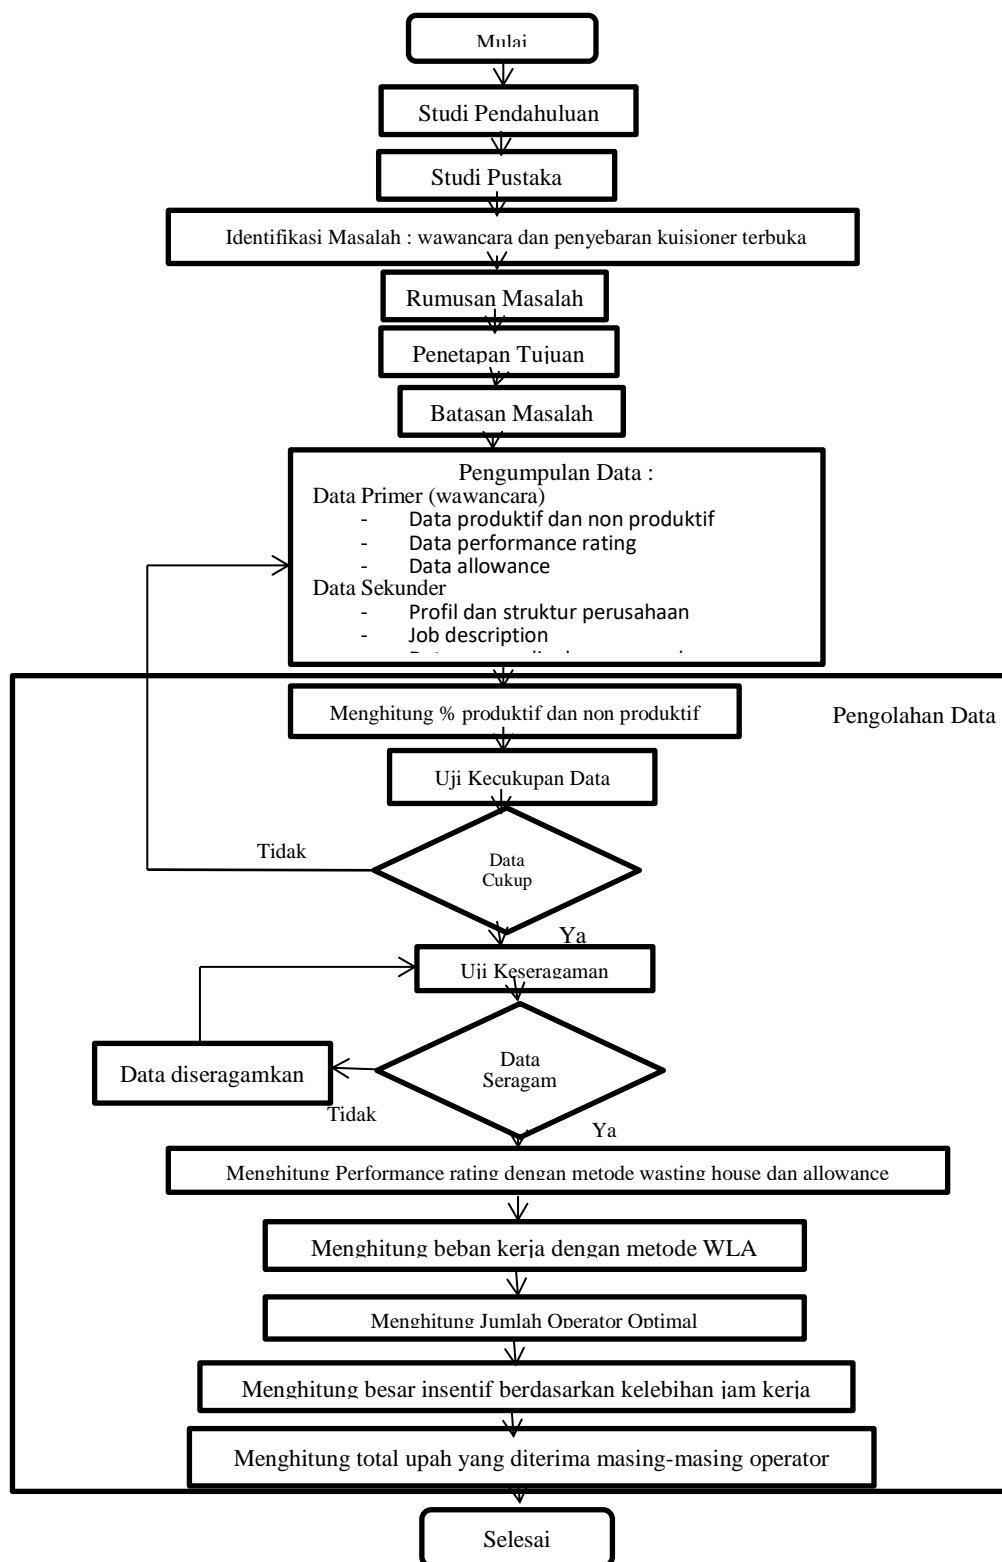 Mulai
Studi Pendahuluan
Studi Pustaka
Identifikasi Masalah : wawancara dan penyebaran kuisioner terbuka
Rumusan Masalah
Penetapan Tujuan
Batasan Masalah
Pengumpulan Data :
Data Primer (wawancara)
- Data produktif dan non produktif
- Data performance rating
- Data allowance
Data Sekunder
- Profil dan struktur perusahaan
- Job description
Menghitung % produktif dan non produktif
Pengolahan Data
Uji Kecukupan Data
Tidak
Data
Cukup
Ya
Uji Keseragaman
Data
Seragam
Data diseragamkan
Tidak
Ya
Menghitung Performance rating dengan metode wasting house dan allowance
Menghitung beban kerja dengan metode WLA
Menghitung Jumlah Operator Optimal
Menghitung besar insentif berdasarkan kelebihan jam kerja
Menghitung total upah yang diterima masing-masing operator
Selesai